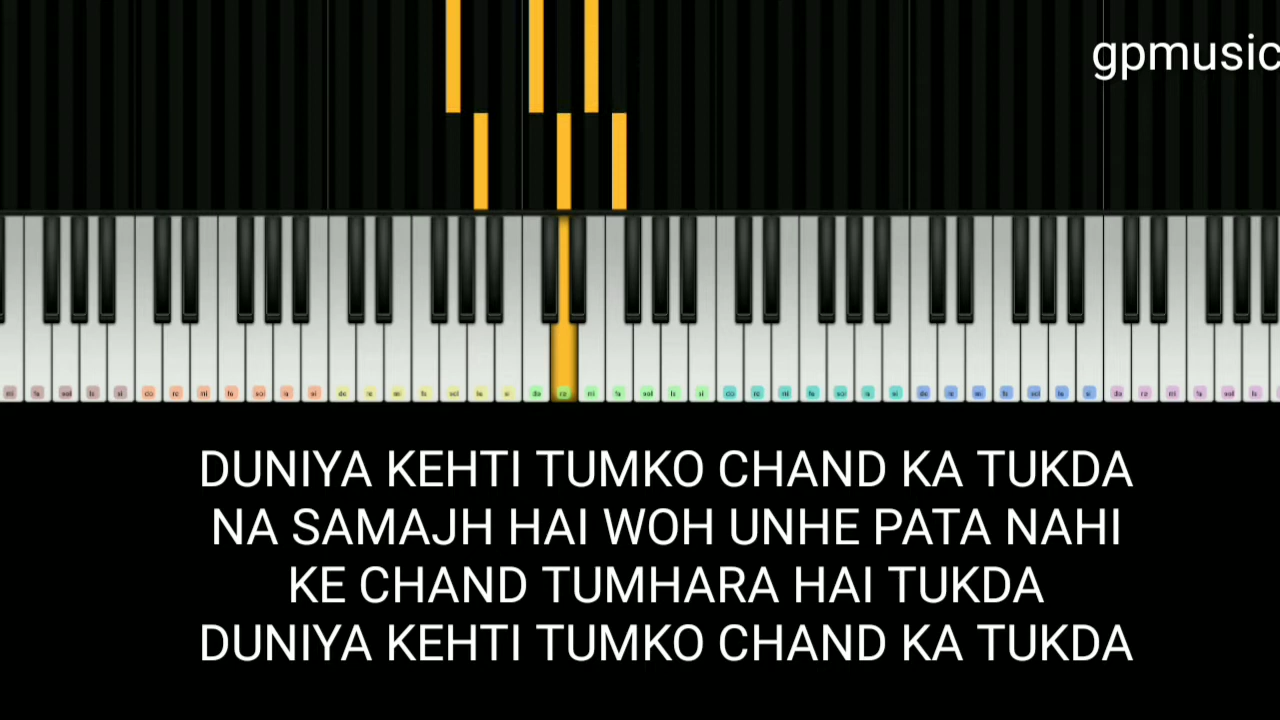 gpmusic
DUNIYA KEHTI TUMKO CHAND KA TUKDA
NA SAMAJH HAI WOH UNHE PATA NAHI
KE CHAND TUMHARA HAI TUKDA
DUNIYA KEHTI TUMKO CHAND KA TUKDA